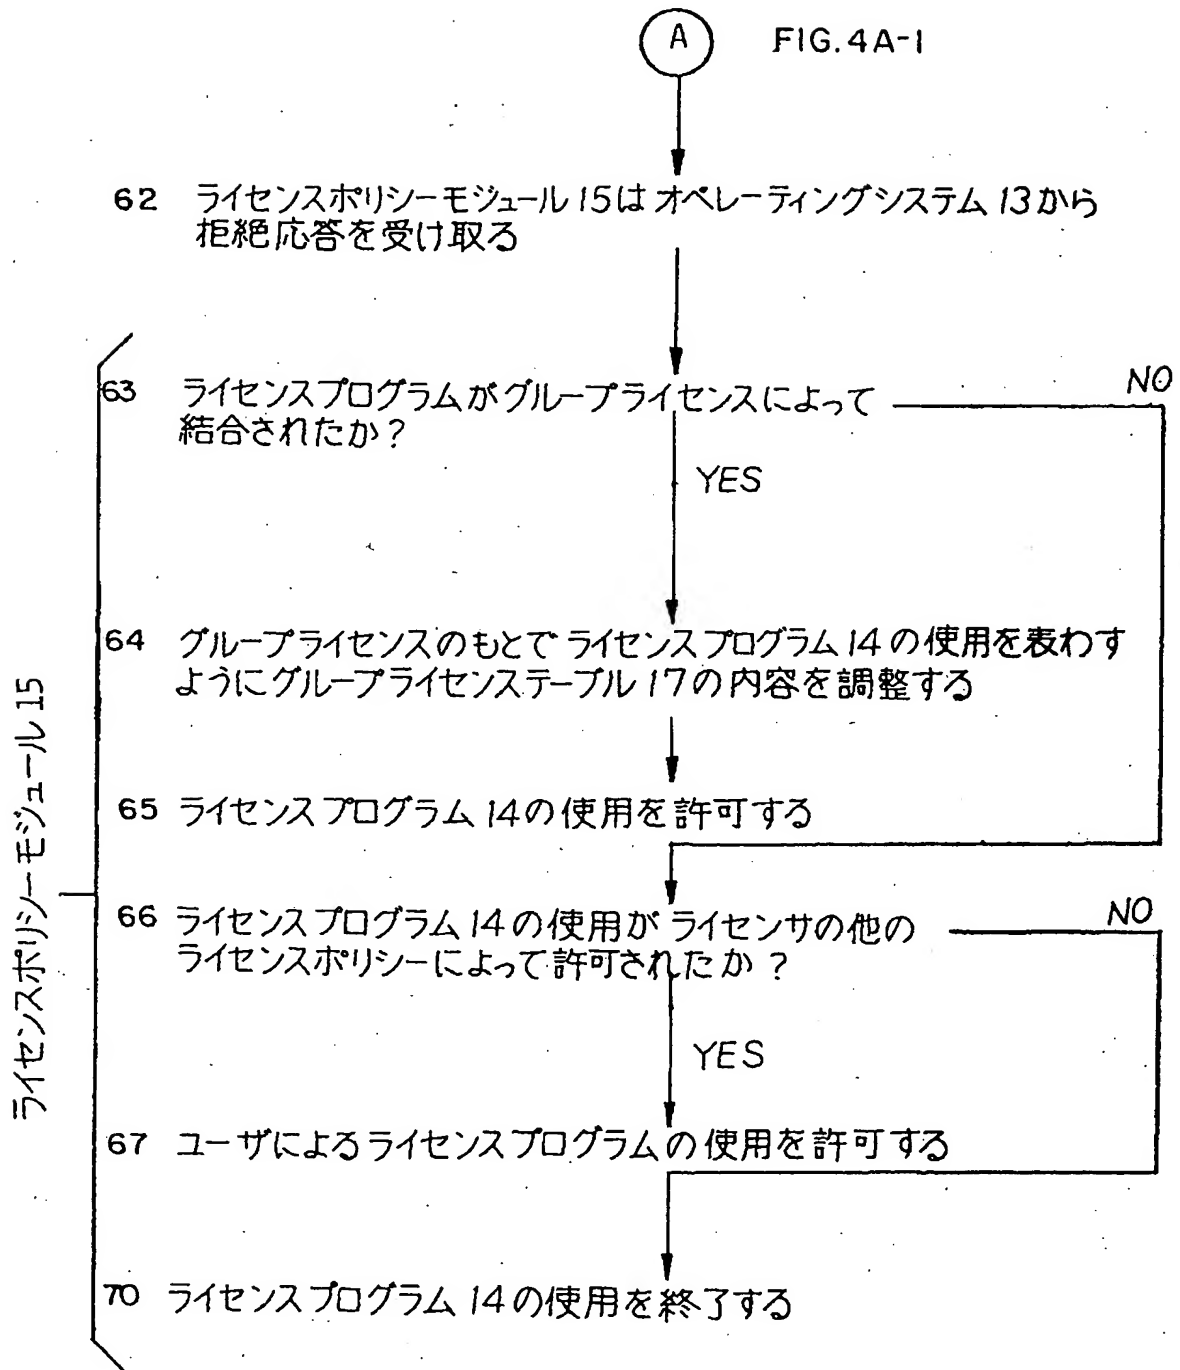 A FIG. 4A-1
62 ライセンスポリシーモジュール 15は オペレーティングシステム 13から
拒絶応答を受け取る
63 ライセンスプログラムがグループライセンスによって
結合されたか?
NO
YES
64 グループライセンスのもとで ライセンスプログラム 14 の使用を表わす
ようにグループライセンステーブル 17の内容を調整する
65 ライセンスプログラム 14の使用を許可する
66 ライセンスプログラム 14の使用が ライセンサの他の
ライセンスポリシーによって許可されたか?
NO
YES
67 ユーザによるライセンスプログラムの使用を許可する
70 ライセンスプログラム 14の使用を終了する
ライセンスポリシーモジュール 15